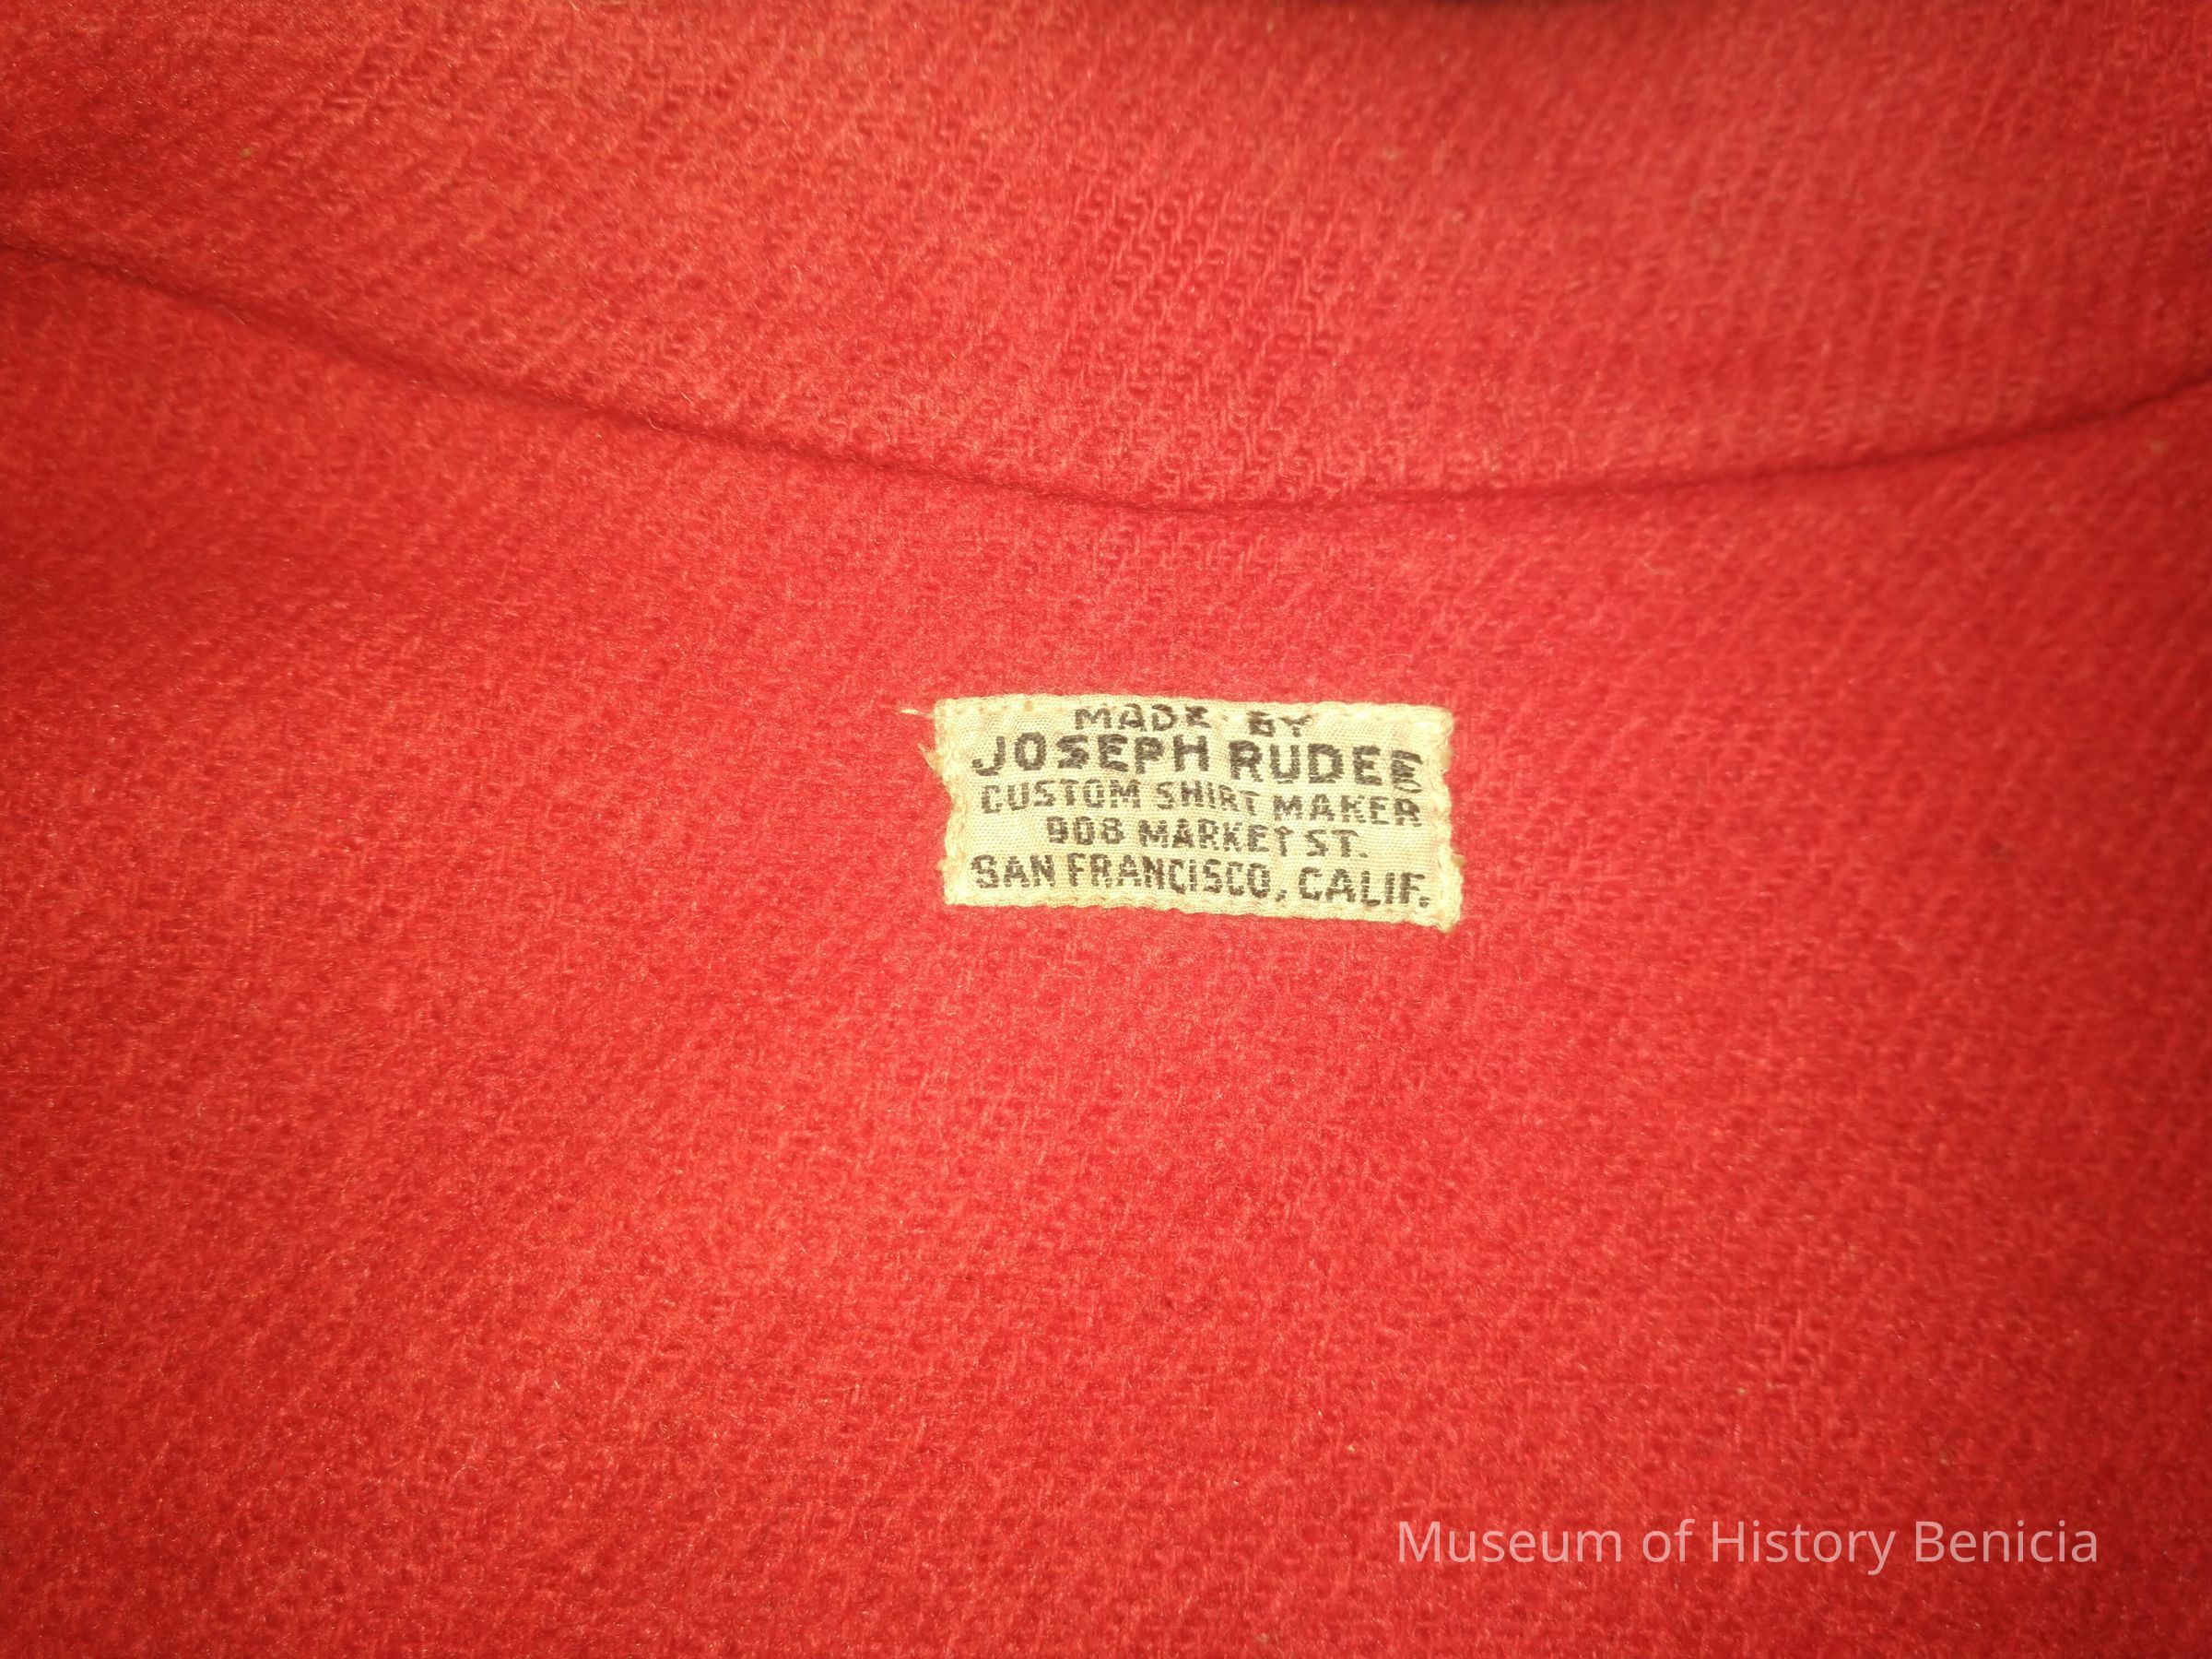 MADE BY
JOSEPH RUDEE
CUSTOM SHIRT MAKER
908 MARKET ST.
SAN FRANCISCO, CALIF.
Museum of History Benicia